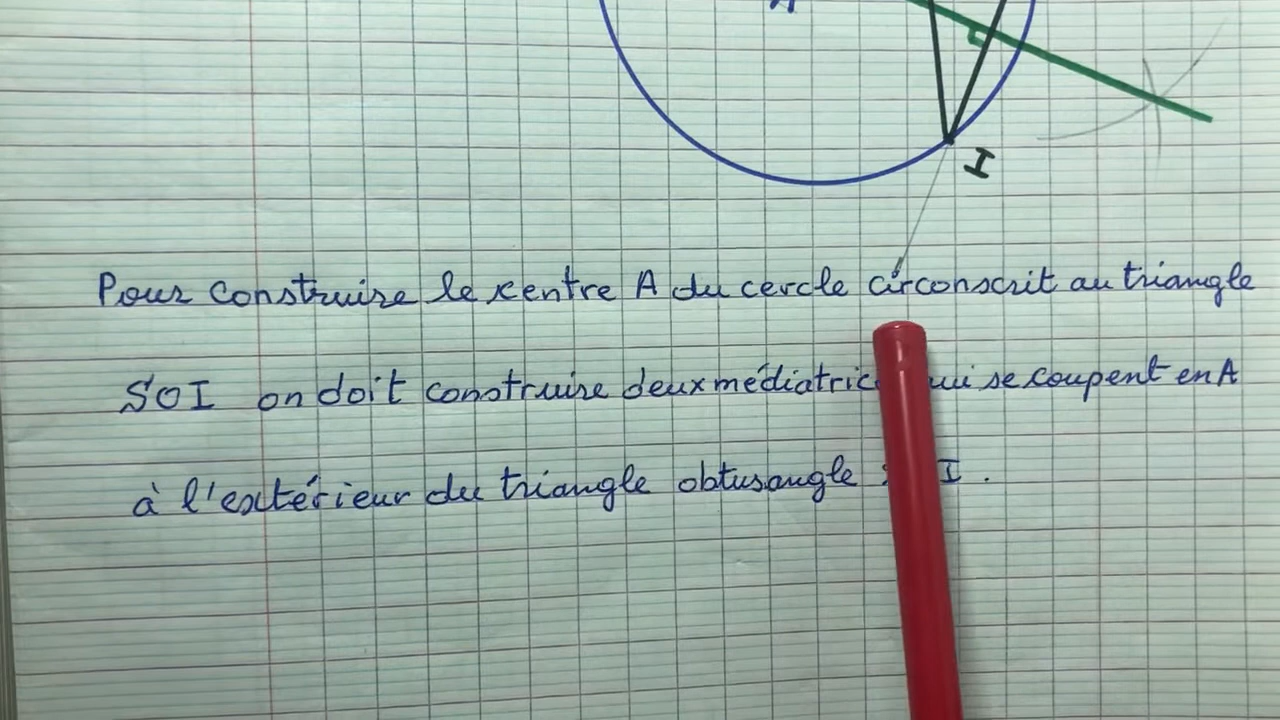 I
Pour construire le centre A du cercle circonscrit au triangle
SOI on doit construire deux médiatric ui se coupent en A
à l'extérieur du triangle obtusangle I.